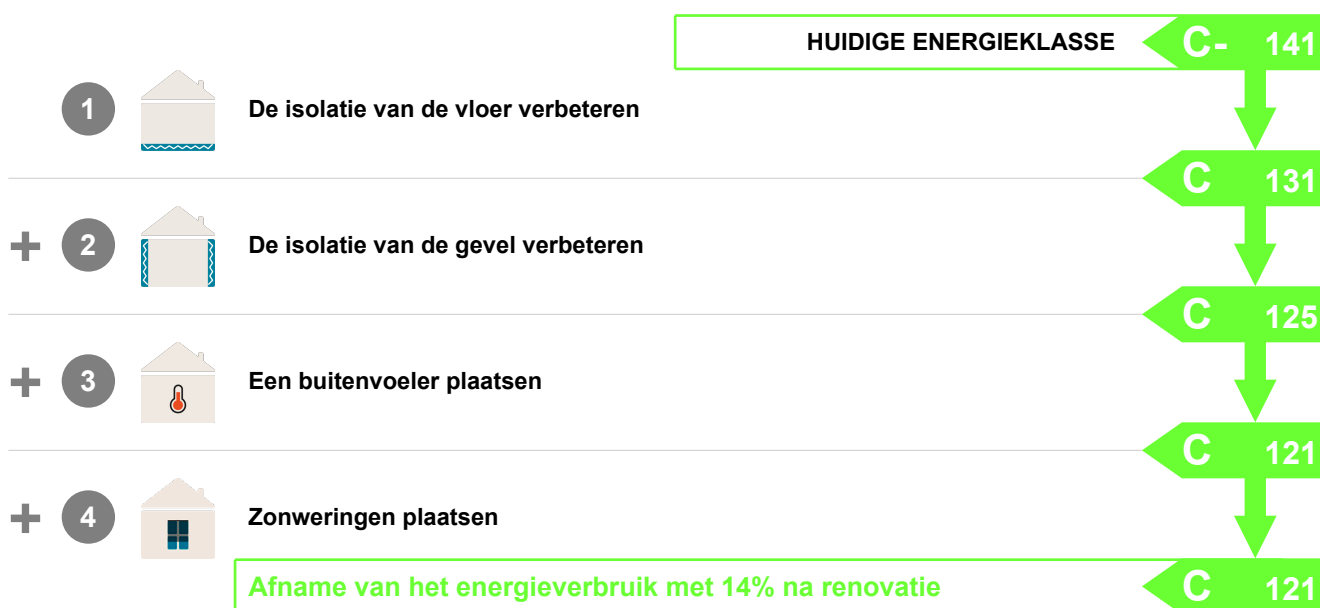 HUIDIGE ENERGIEKLASSE C- 141
1 De isolatie van de vloer verbeteren
C 131
+ 2 De isolatie van de gevel verbeteren
C 125
+ 3 Een buitenvoeler plaatsen
C 121
+ 4 Zonweringen plaatsen
Afname van het energieverbruik met 14% na renovatie C 121